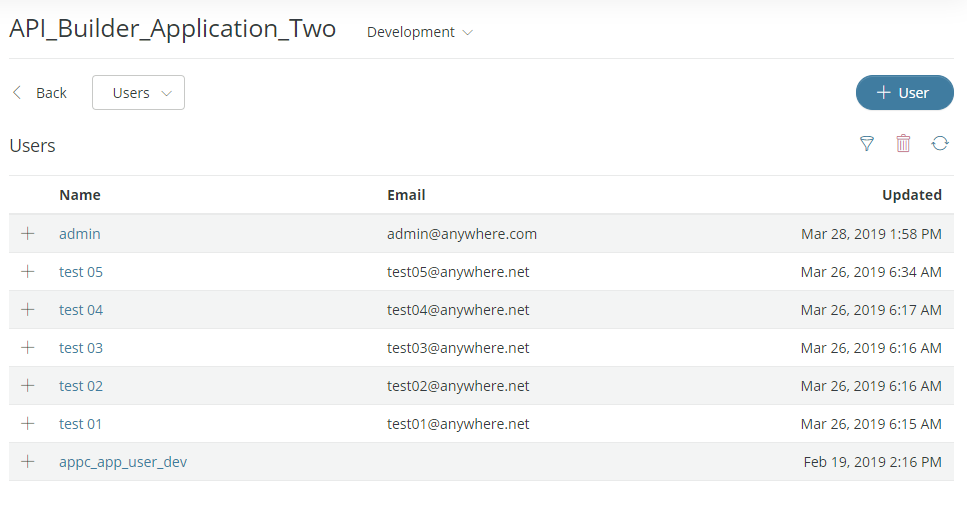 API_Builder_Application_Two Development
Back Users + User
Users
Name Email Updated
admin admin@anywhere.com Mar 28, 2019 1:58 PM
test 05 test05@anywhere.net Mar 26, 2019 6:34 AM
test 04 test04@anywhere.net Mar 26, 2019 6:17 AM
test 03 test03@anywhere.net Mar 26, 2019 6:16 AM
test 02 test02@anywhere.net Mar 26, 2019 6:16 AM
test 01 test01@anywhere.net Mar 26, 2019 6:15 AM
appc_app_user_dev Feb 19, 2019 2:16 PM